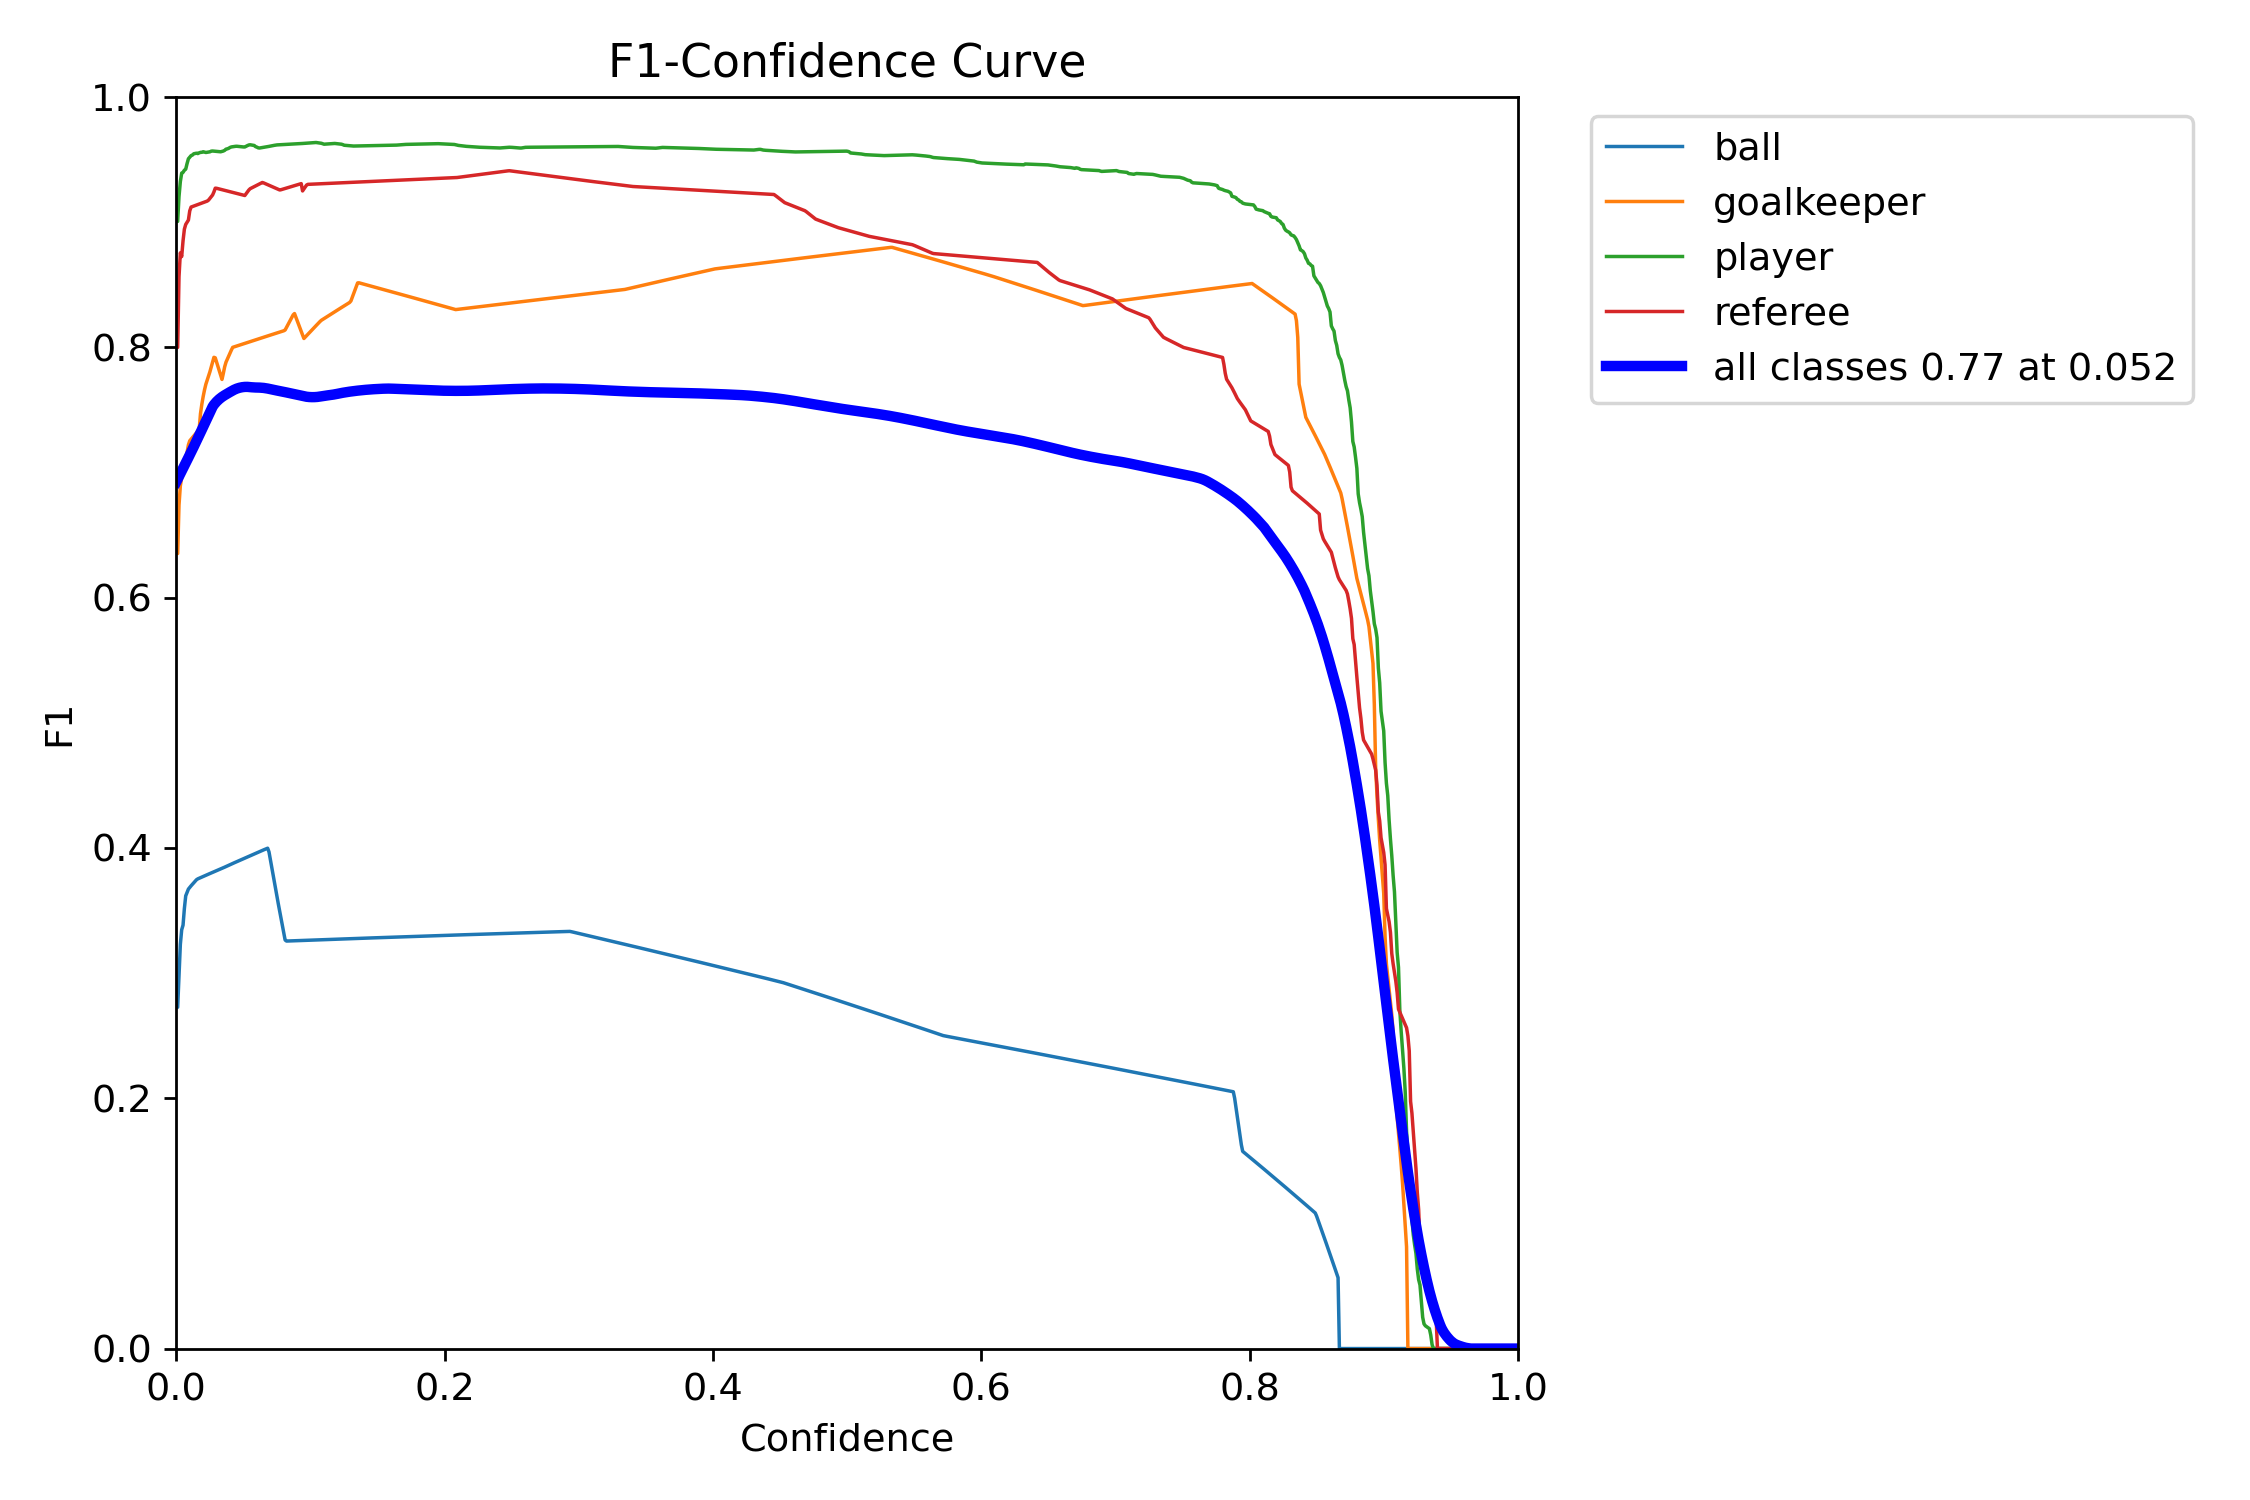 F1-Confidence Curve
1.0
0.8
0.6
0.4
0.2
0.0
F1
0.0 0.2 0.4 0.6 0.8 1.0
Confidence
ball
goalkeeper
player
referee
all classes 0.77 at 0.052